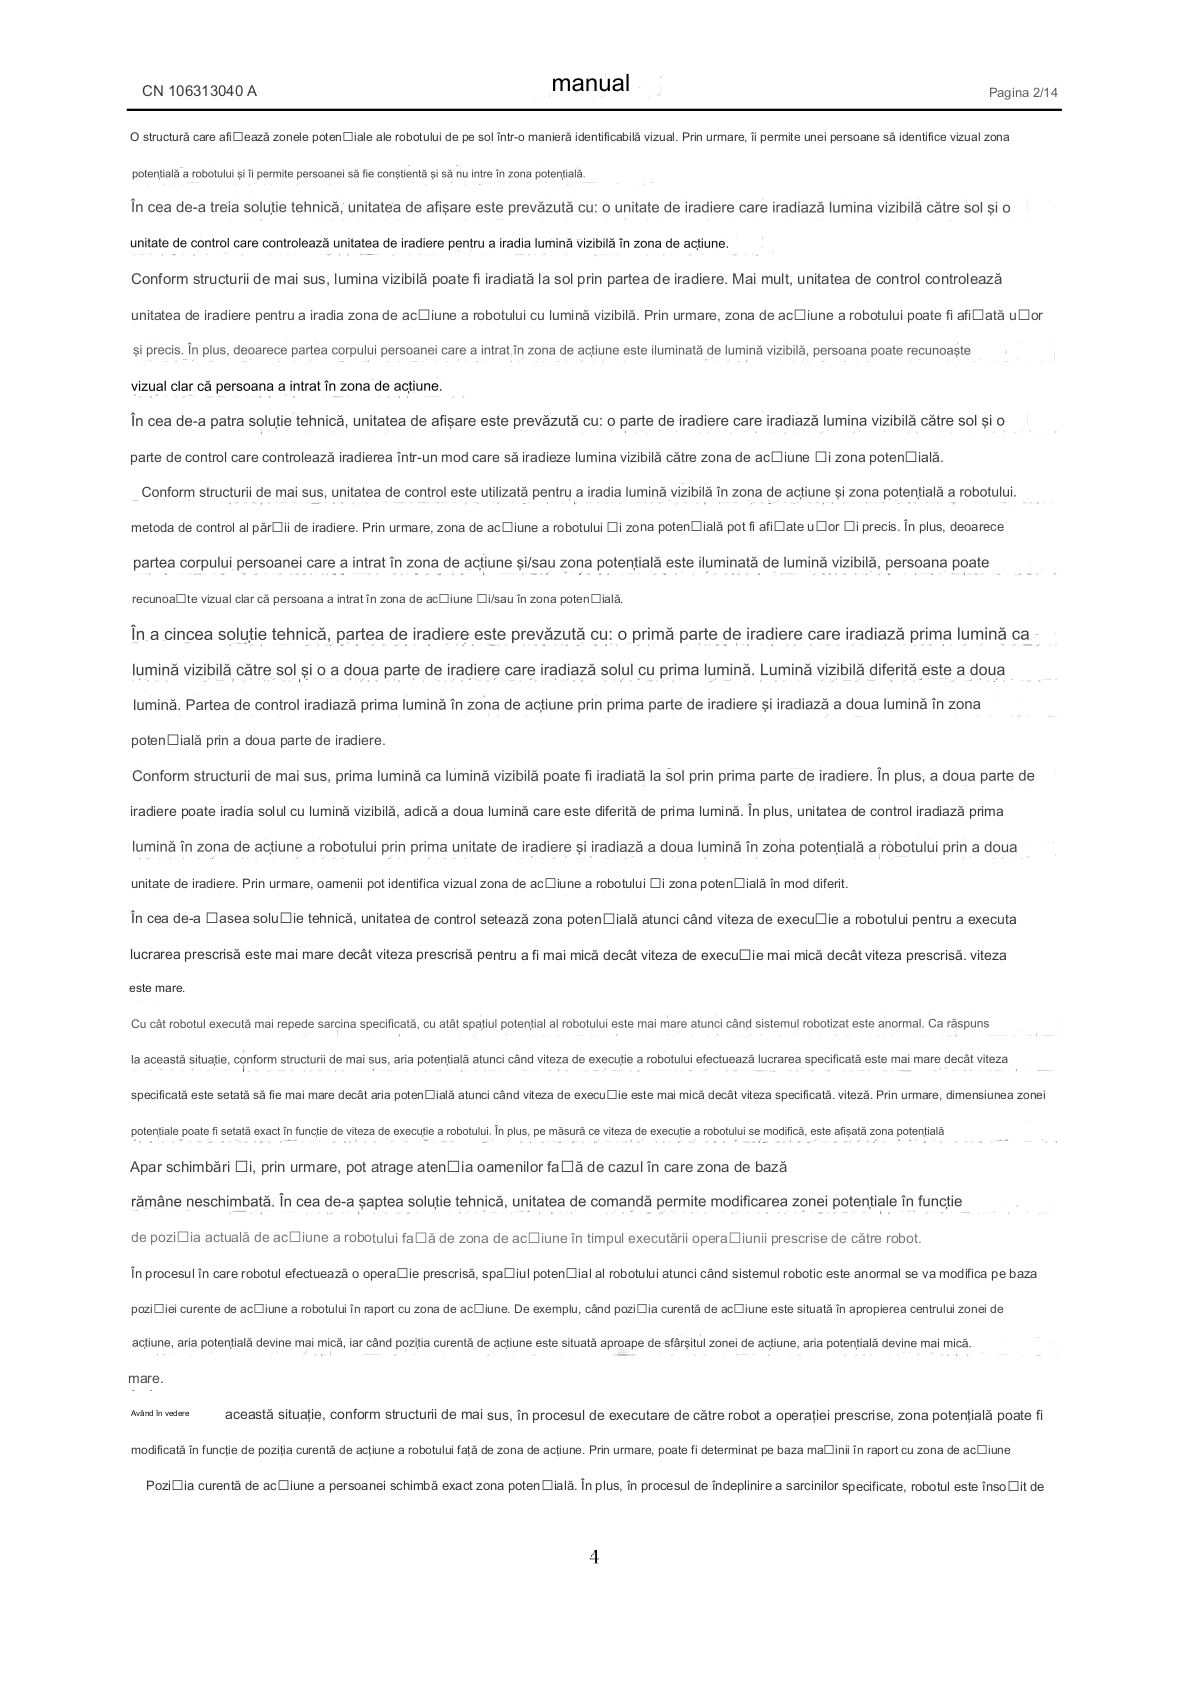 CN 106313040 A
manual
Pagina 2/14
O structură care afi□ează zonele poten□iale ale robotului de pe sol într-o manieră identificabilă vizual. Prin urmare, îi permite unei persoane să identifice vizual zona
potențială a robotului și îi permite persoanei să fie conștientă și să nu intre în zona potențială.
În cea de-a treia soluție tehnică, unitatea de afișare este prevăzută cu: o unitate de iradiere care iradiază lumina vizibilă către sol și o
unitate de control care controlează unitatea de iradiere pentru a iradia lumină vizibilă în zona de acțiune.
Conform structurii de mai sus, lumina vizibilă poate fi iradiată la sol prin partea de iradiere. Mai mult, unitatea de control controlează
unitatea de iradiere pentru a iradia zona de ac□iune a robotului cu lumină vizibilă. Prin urmare, zona de ac□iune a robotului poate fi afi□ată u□or
și precis. În plus, deoarece partea corpului persoanei care a intrat în zona de acțiune este iluminată de lumină vizibilă, persoana poate recunoaște
vizual clar că persoana a intrat în zona de acțiune.
În cea de-a patra soluție tehnică, unitatea de afișare este prevăzută cu: o parte de iradiere care iradiază lumina vizibilă către sol și o
parte de control care controlează iradierea într-un mod care să iradieze lumina vizibilă către zona de ac□iune □i zona poten□ială.
Conform structurii de mai sus, unitatea de control este utilizată pentru a iradia lumină vizibilă în zona de acțiune și zona potențială a robotului.
metoda de control al păr□ii de iradiere. Prin urmare, zona de ac□iune a robotului □i zona poten□ială pot fi afi□ate u□or □i precis. În plus, deoarece
partea corpului persoanei care a intrat în zona de acțiune și/sau zona potențială este iluminată de lumină vizibilă, persoana poate
recunoa□te vizual clar că persoana a intrat în zona de ac□iune □i/sau în zona poten□ială.
În a cincea soluție tehnică, partea de iradiere este prevăzută cu: o primă parte de iradiere care iradiază prima lumină ca
lumină vizibilă către sol și o a doua parte de iradiere care iradiază solul cu prima lumină. Lumină vizibilă diferită este a doua
lumină. Partea de control iradiază prima lumină în zona de acțiune prin prima parte de iradiere și iradiază a doua lumină în zona
poten□ială prin a doua parte de iradiere.
Conform structurii de mai sus, prima lumină ca lumină vizibilă poate fi iradiată la sol prin prima parte de iradiere. În plus, a doua parte de
iradiere poate iradia solul cu lumină vizibilă, adică a doua lumină care este diferită de prima lumină. În plus, unitatea de control iradiază prima
lumină în zona de acțiune a robotului prin prima unitate de iradiere și iradiază a doua lumină în zona potențială a robotului prin a doua
unitate de iradiere. Prin urmare, oamenii pot identifica vizual zona de ac□iune a robotului □i zona poten□ială în mod diferit.
În cea de-a □asea solu□ie tehnică, unitatea de control setează zona poten□ială atunci când viteza de execu□ie a robotului pentru a executa
lucrarea prescrisă este mai mare decât viteza prescrisă pentru a fi mai mică decât viteza de execu□ie mai mică decât viteza prescrisă. viteza
este mare.
Cu cât robotul execută mai repede sarcina specificată, cu atât spațiul potențial al robotului este mai mare atunci când sistemul robotizat este anormal. Ca răspuns
la această situație, conform structurii de mai sus, aria potențială atunci când viteza de execuție a robotului efectuează lucrarea specificată este mai mare decât viteza
specificată este setată să fie mai mare decât aria poten□ială atunci când viteza de execu□ie este mai mică decât viteza specificată. viteză. Prin urmare, dimensiunea zonei
potențiale poate fi setată exact în funcție de viteza de execuție a robotului. În plus, pe măsură ce viteza de execuție a robotului se modifică, este afișată zona potențială
Apar schimbări □i, prin urmare, pot atrage aten□ia oamenilor fa□ă de cazul în care zona de bază
rămâne neschimbată. În cea de-a șaptea soluție tehnică, unitatea de comandă permite modificarea zonei potențiale în funcție
de pozi□ia actuală de ac□iune a robotului fa□ă de zona de ac□iune în timpul executării opera□iunii prescrise de către robot.
În procesul în care robotul efectuează o opera□ie prescrisă, spa□iul poten□ial al robotului atunci când sistemul robotic este anormal se va modifica pe baza
pozi□iei curente de ac□iune a robotului în raport cu zona de ac□iune. De exemplu, când pozi□ia curentă de ac□iune este situată în apropierea centrului zonei de
acțiune, aria potențială devine mai mică, iar când poziția curentă de acțiune este situată aproape de sfârșitul zonei de acțiune, aria potențială devine mai mică.
mare.
Având în vedere această situație, conform structurii de mai sus, în procesul de executare de către robot a operației prescrise, zona potențială poate fi
modificată în funcție de poziția curentă de acțiune a robotului față de zona de acțiune. Prin urmare, poate fi determinat pe baza ma□inii în raport cu zona de ac□iune
Pozi□ia curentă de ac□iune a persoanei schimbă exact zona poten□ială. În plus, în procesul de îndeplinire a sarcinilor specificate, robotul este înso□it de
4